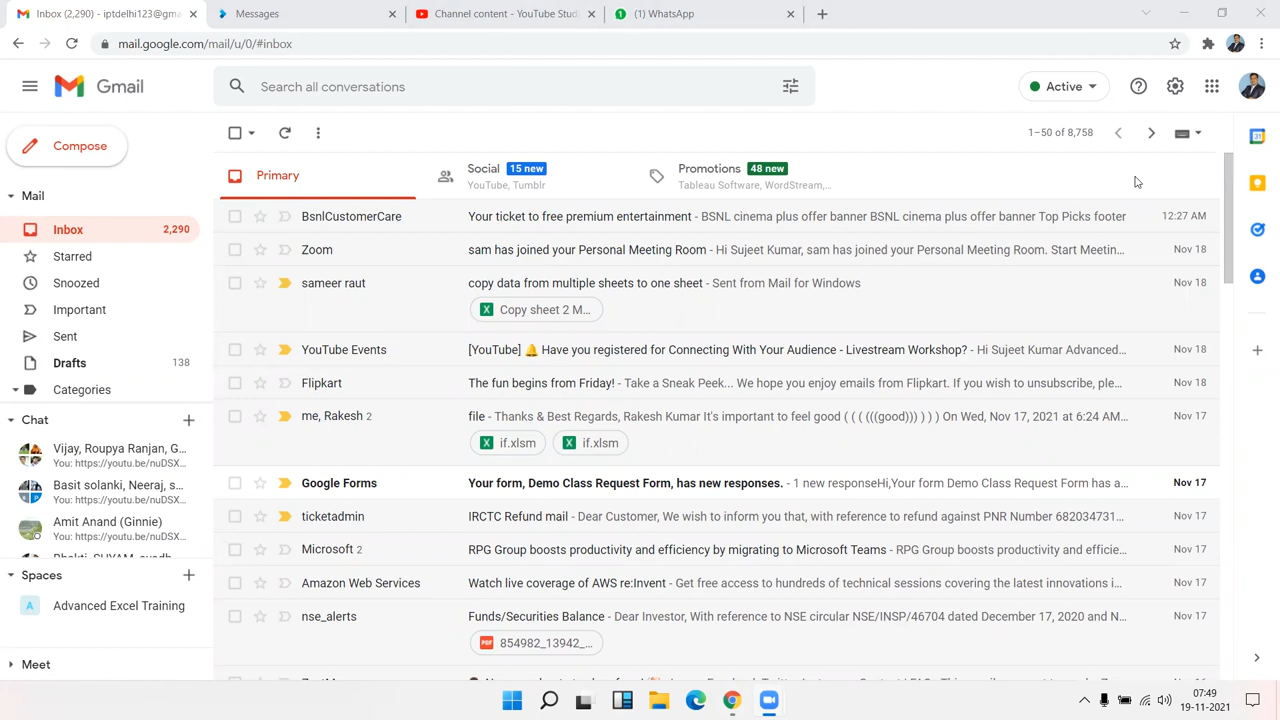 Inbox (2,290) - iptdelhi123@gma
Messages
Channel content - YouTube Stud
(1) WhatsApp
mail.google.com/mail/u/0/#inbox
Gmail
Search all conversations
Active
Compose
1–50 of 8,758
Mail
Inbox 2,290
Starred
Snoozed
Important
Sent
Drafts 138
Categories
Chat
Vijay, Roupya Ranjan, G...
You: https://youtu.be/nuDSX...
Basit solanki, Neeraj, s...
You: https://youtu.be/nuDSX...
Amit Anand (Ginnie)
You: https://youtu.be/nuDSX...
Spaces
A Advanced Excel Training
Meet
Primary
Social 15 new
YouTube, Tumblr
Promotions 48 new
Tableau Software, WordStream,...
BsnlCustomerCare Your ticket to free premium entertainment - BSNL cinema plus offer banner BSNL cinema plus offer banner Top Picks footer 12:27 AM
Zoom sam has joined your Personal Meeting Room - Hi Sujeet Kumar, sam has joined your Personal Meeting Room. Start Meetin... Nov 18
sameer raut copy data from multiple sheets to one sheet - Sent from Mail for Windows Nov 18
Copy sheet 2 M...
YouTube Events [YouTube] 🔔 Have you registered for Connecting With Your Audience - Livestream Workshop? - Hi Sujeet Kumar Advanced... Nov 18
Flipkart The fun begins from Friday! - Take a Sneak Peek... We hope you enjoy emails from Flipkart. If you wish to unsubscribe, ple... Nov 18
me, Rakesh 2 file - Thanks & Best Regards, Rakesh Kumar It's important to feel good ( ( ( (((good))) ) ) ) On Wed, Nov 17, 2021 at 6:24 AM... Nov 17
if.xlsm if.xlsm
Google Forms Your form, Demo Class Request Form, has new responses. - 1 new responseHi,Your form Demo Class Request Form has a... Nov 17
ticketadmin IRCTC Refund mail - Dear Customer, We wish to inform you that, with reference to refund against PNR Number 682034731... Nov 17
Microsoft 2 RPG Group boosts productivity and efficiency by migrating to Microsoft Teams - RPG Group boosts productivity and efficie... Nov 17
Amazon Web Services Watch live coverage of AWS re:Invent - Get free access to hundreds of technical sessions covering the latest innovations i... Nov 17
nse_alerts Funds/Securities Balance - Dear Investor, With reference to NSE circular NSE/INSP/46704 dated December 17, 2020 and N... Nov 17
PDF 854982_13942_...
07:49
19-11-2021